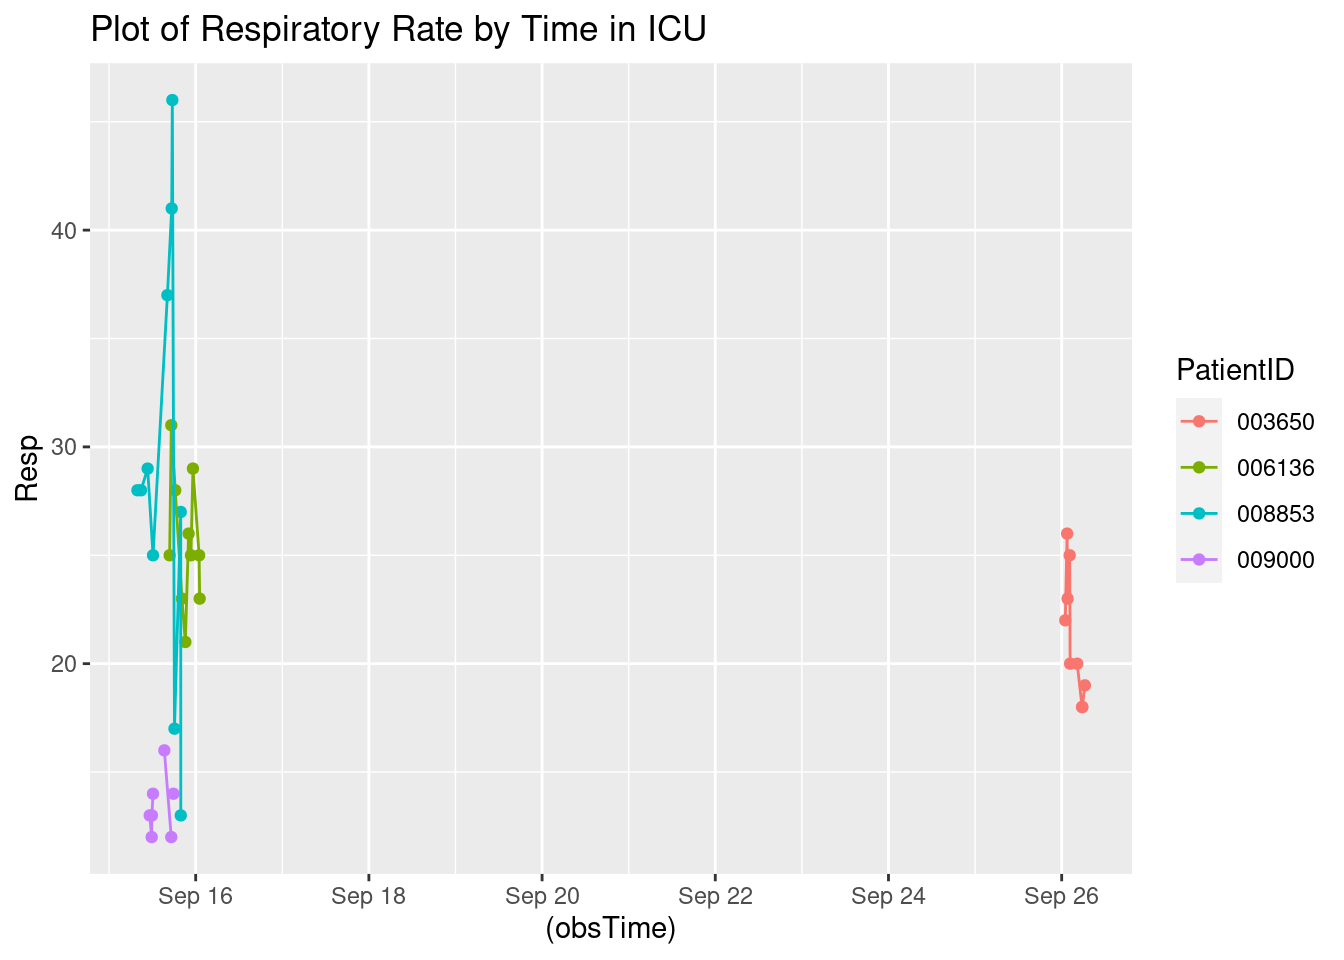 Plot of Respiratory Rate by Time in ICU
40
30
20
Resp
Sep 16 Sep 18 Sep 20 Sep 22 Sep 24 Sep 26
(obsTime)
PatientID
003650
006136
008853
009000